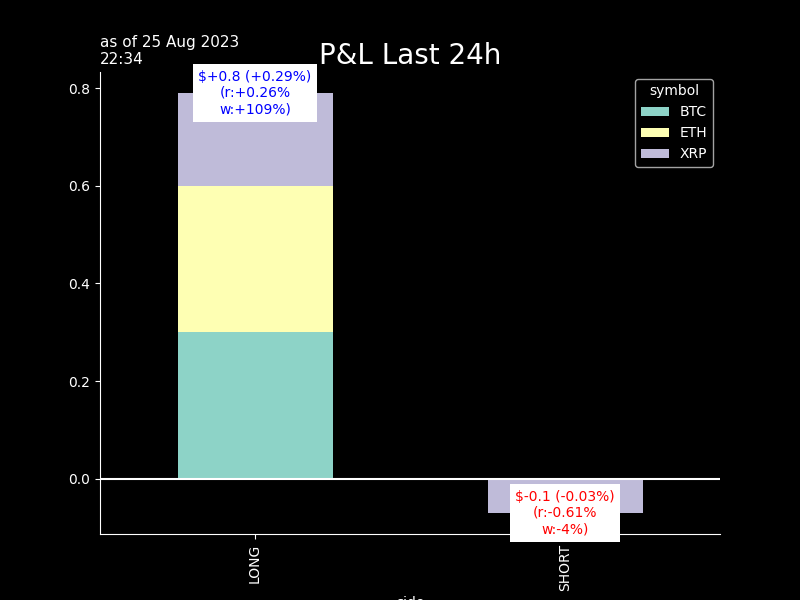 as of 25 Aug 2023
22:34
P&L Last 24h
$+0.8 (+0.29%)
(r:+0.26%
w:+109%)
symbol
BTC
ETH
XRP
0.8
0.6
0.4
0.2
0.0
$-0.1 (-0.03%)
(r:-0.61%
w:-4%)
LONG
SHORT